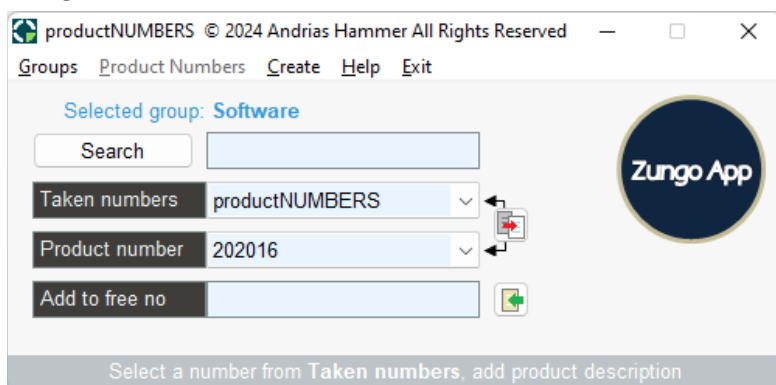 productNUMBERS © 2024 Andrias Hammer All Rights Reserved
Groups Product Numbers Create Help Exit
Selected group: Software
Search
Zungo App
Taken numbers productNUMBERS
Product number 202016
Add to free no
Select a number from Taken numbers, add product description